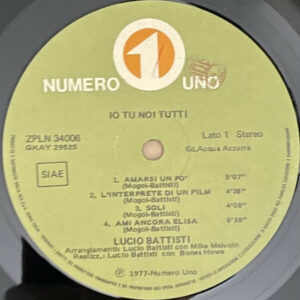 NUMERO
1
UNO
IO TU NOI TUTTI
ZPLN 34006
GKAY 29525
Lato 1 Stereo
Ed. Acqua Azzurra
SIAE
1. AMARSI UN PO' 5'07"
(Mogol-Battisti)
2. L'INTERPRETE DI UN FILM 4'26"
(Mogol-Battisti)
3. SOLI 4'08"
(Mogol-Battisti)
4. AMI ANCORA ELISA 6'38"
(Mogol-Battisti)
LUCIO BATTISTI
Arrangiamenti: Lucio Battisti con Mike Melvoin
Realizz.: Lucio Battisti con Bones Howe
℗ 1977-Numero Uno